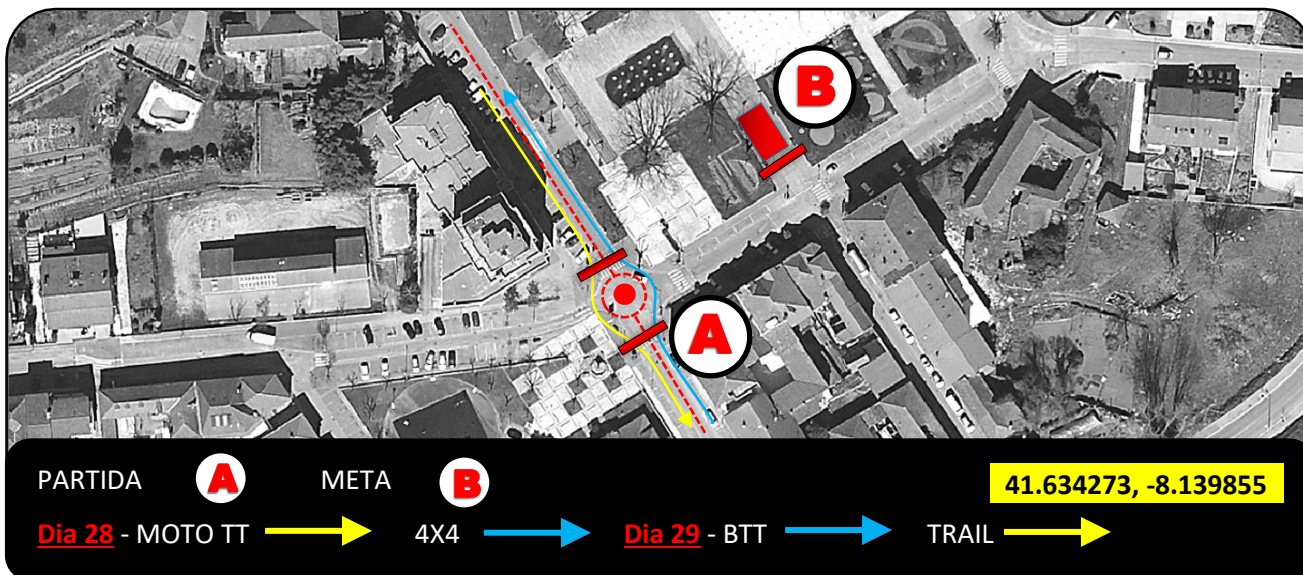 B
A
PARTIDA A META B 41.634273, -8.139855
Dia 28 - MOTO TT 4X4 Dia 29 - BTT TRAIL